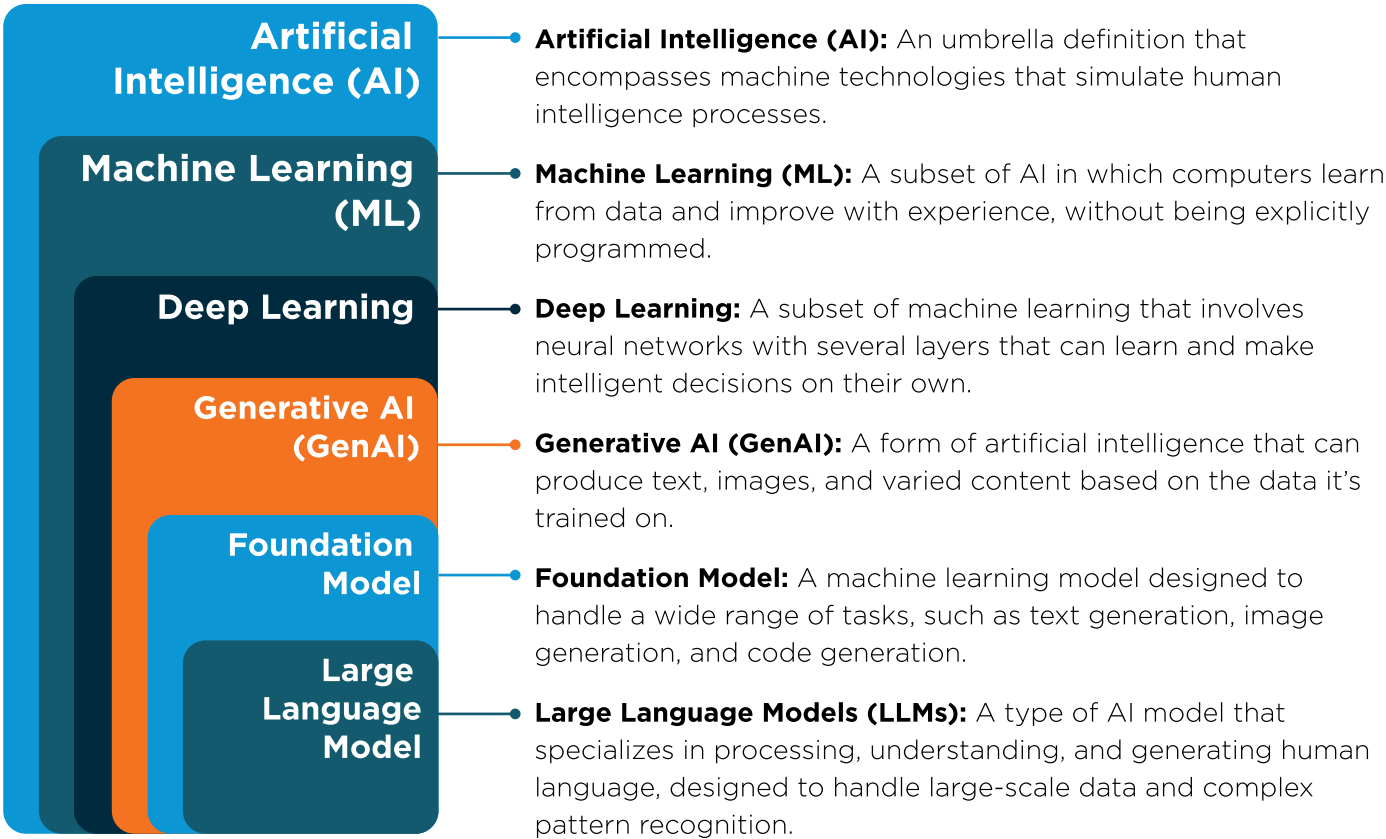 Artificial
Intelligence (AI)
Artificial Intelligence (AI): An umbrella definition that
encompasses machine technologies that simulate human
intelligence processes.
Machine Learning
(ML)
Machine Learning (ML): A subset of AI in which computers learn
from data and improve with experience, without being explicitly
programmed.
Deep Learning
Deep Learning: A subset of machine learning that involves
neural networks with several layers that can learn and make
intelligent decisions on their own.
Generative AI
(GenAI)
Generative AI (GenAI): A form of artificial intelligence that can
produce text, images, and varied content based on the data it’s
trained on.
Foundation
Model
Foundation Model: A machine learning model designed to
handle a wide range of tasks, such as text generation, image
generation, and code generation.
Large
Language
Model
Large Language Models (LLMs): A type of AI model that
specializes in processing, understanding, and generating human
language, designed to handle large-scale data and complex
pattern recognition.